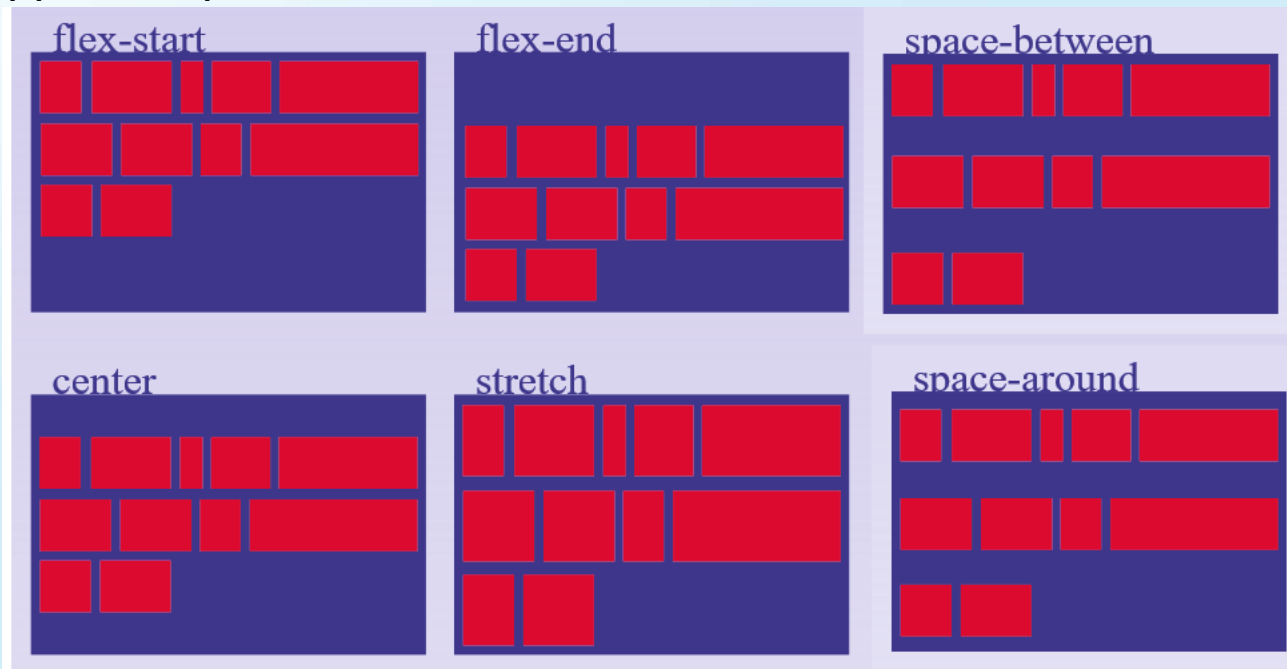 flex-start
flex-end
space-between
center
stretch
space-around